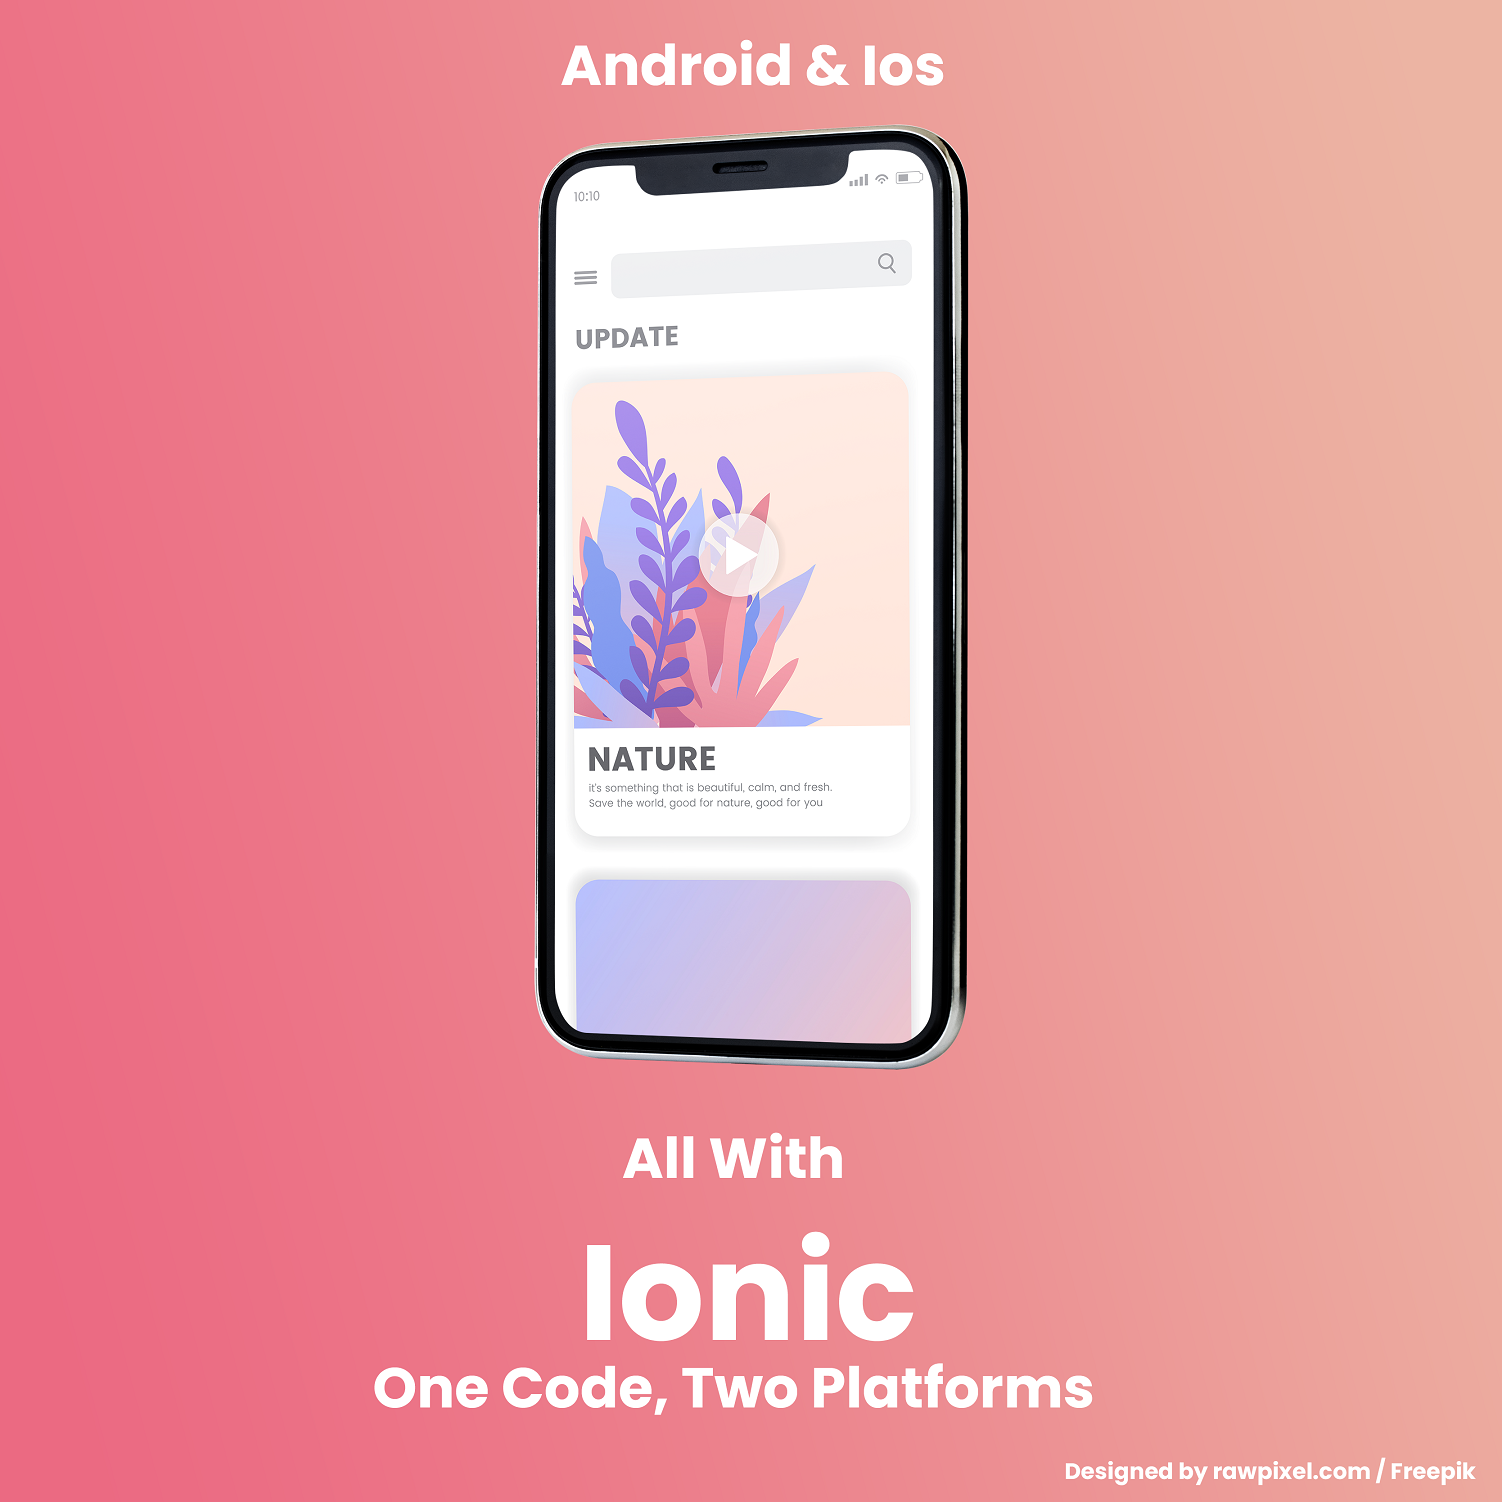 Android & Ios
10:10
UPDATE
NATURE
it's something that is beautiful, calm, and fresh.
Save the world, good for nature, good for you
All With
Ionic
One Code, Two Platforms
Designed by rawpixel.com / Freepik